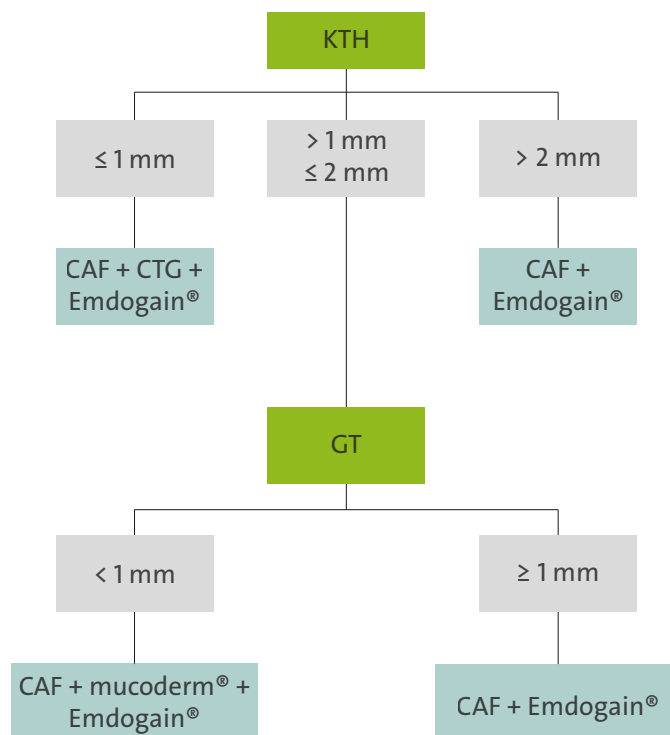 KTH
≤ 1 mm
> 1 mm
≤ 2 mm
> 2 mm
CAF + CTG +
Emdogain®
CAF +
Emdogain®
GT
< 1 mm
≥ 1 mm
CAF + mucoderm® +
Emdogain®
CAF + Emdogain®